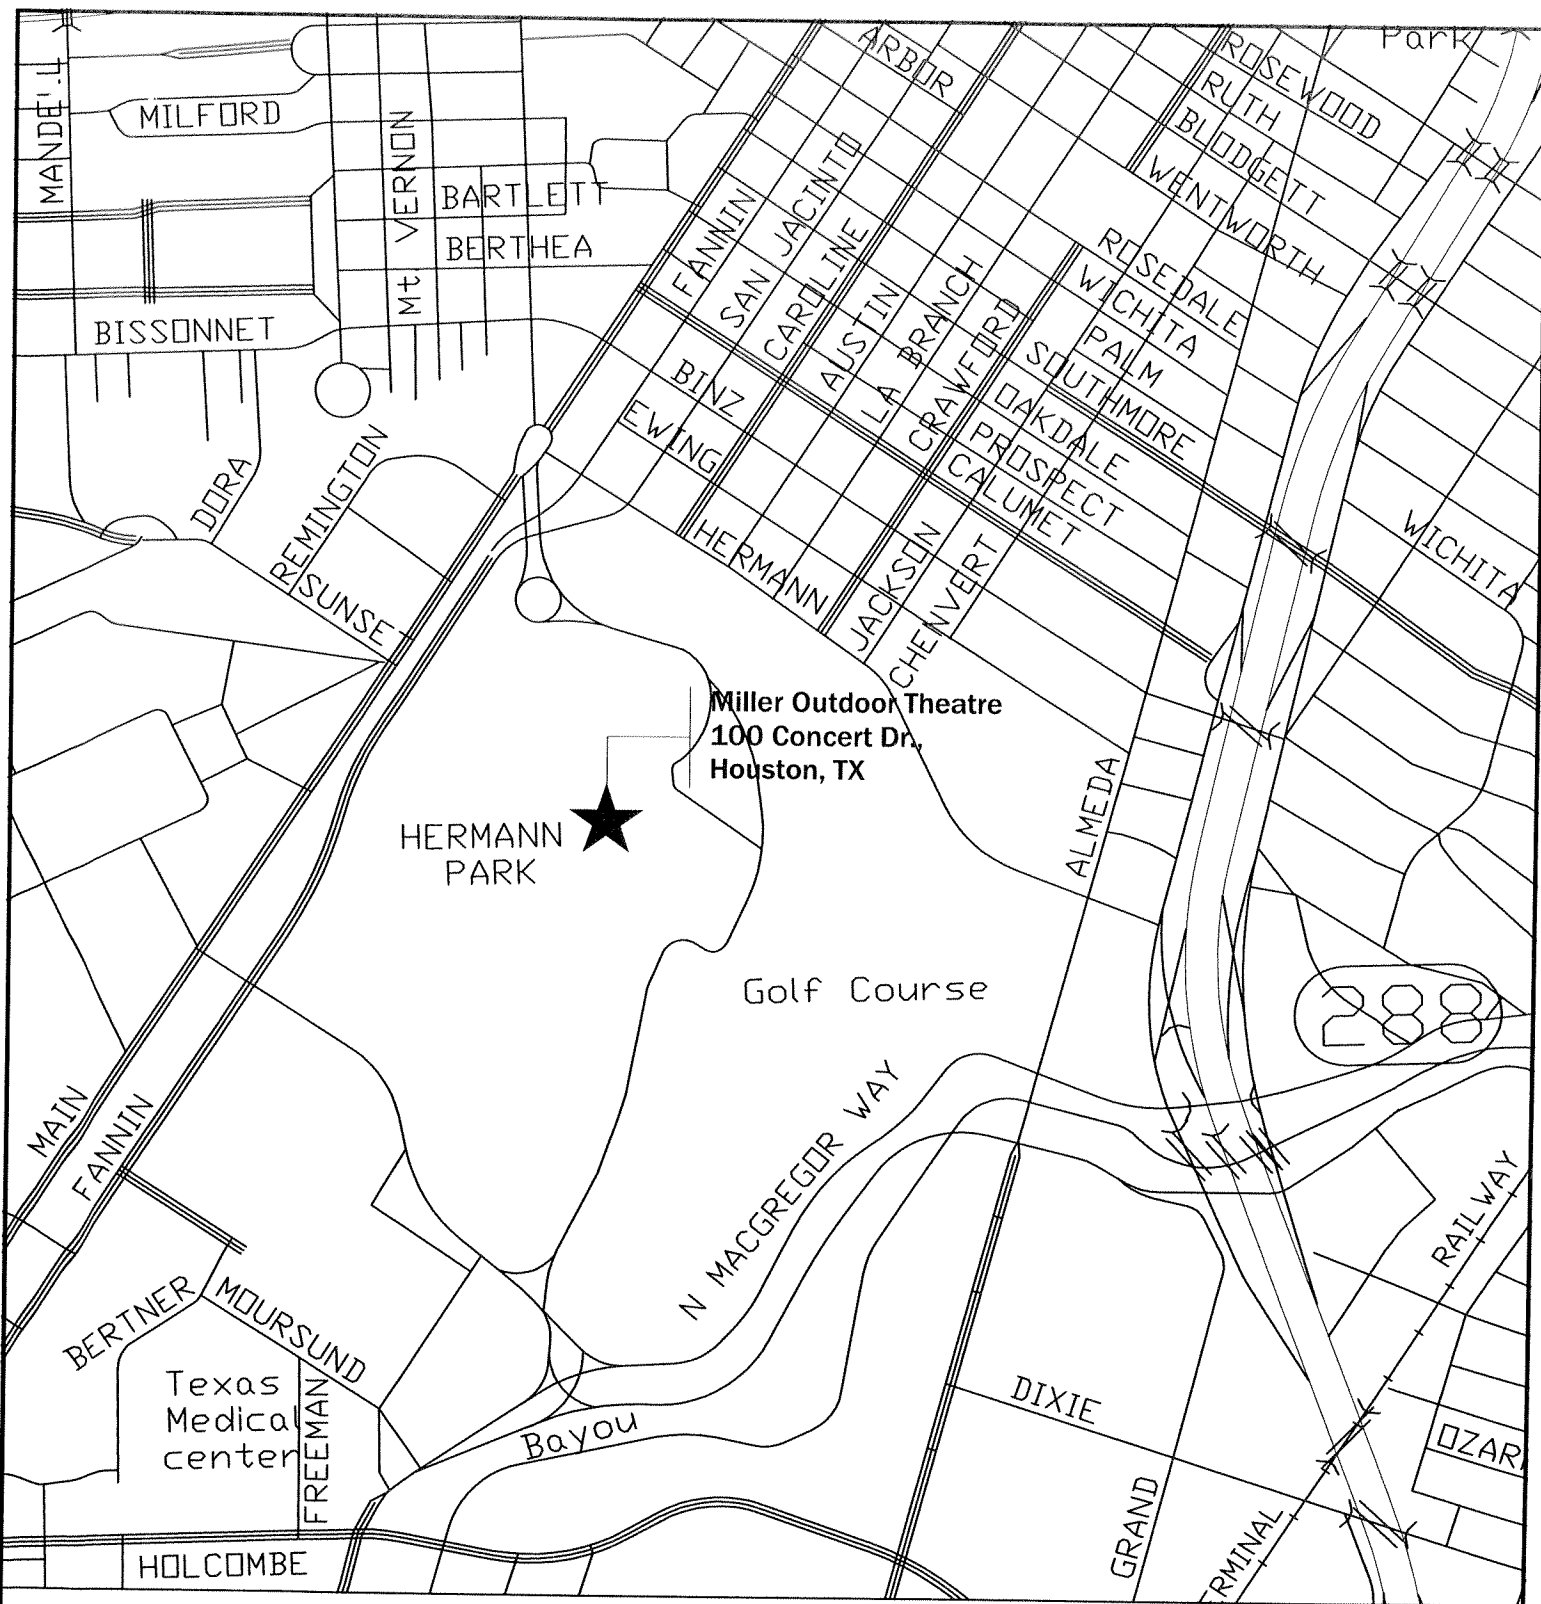 Park
ARBOR
ROSEWOOD
RUTH
BLODGETT
WENTWORTH
MANDE'.L
MILFORD
Mt VERNON
BARTLETT
BERTHEA
BISSONNET
FANNIN
SAN JACINTO
CAROLINE
AUSTIN
LA BRANCH
CRAWFORD
ROSEDALE
WICHITA
PALM
SOUTHMORE
OAKDALE
PROSPECT
CALUMET
BINZ
EWING
HERMANN
JACKSON
CHENVERT
WICHITA
DORA
REMINGTON
SUNSET
Miller Outdoor Theatre
100 Concert Dr.,
Houston, TX
HERMANN
PARK
ALMEDA
Golf Course
288
MAIN
FANNIN
N MACGREGOR WAY
RAILWAY
BERTNER
MOURSUND
Texas
Medical
center
FREEMAN
Bayou
DIXIE
OZAR
GRAND
ERMINAL
HOLCOMBE